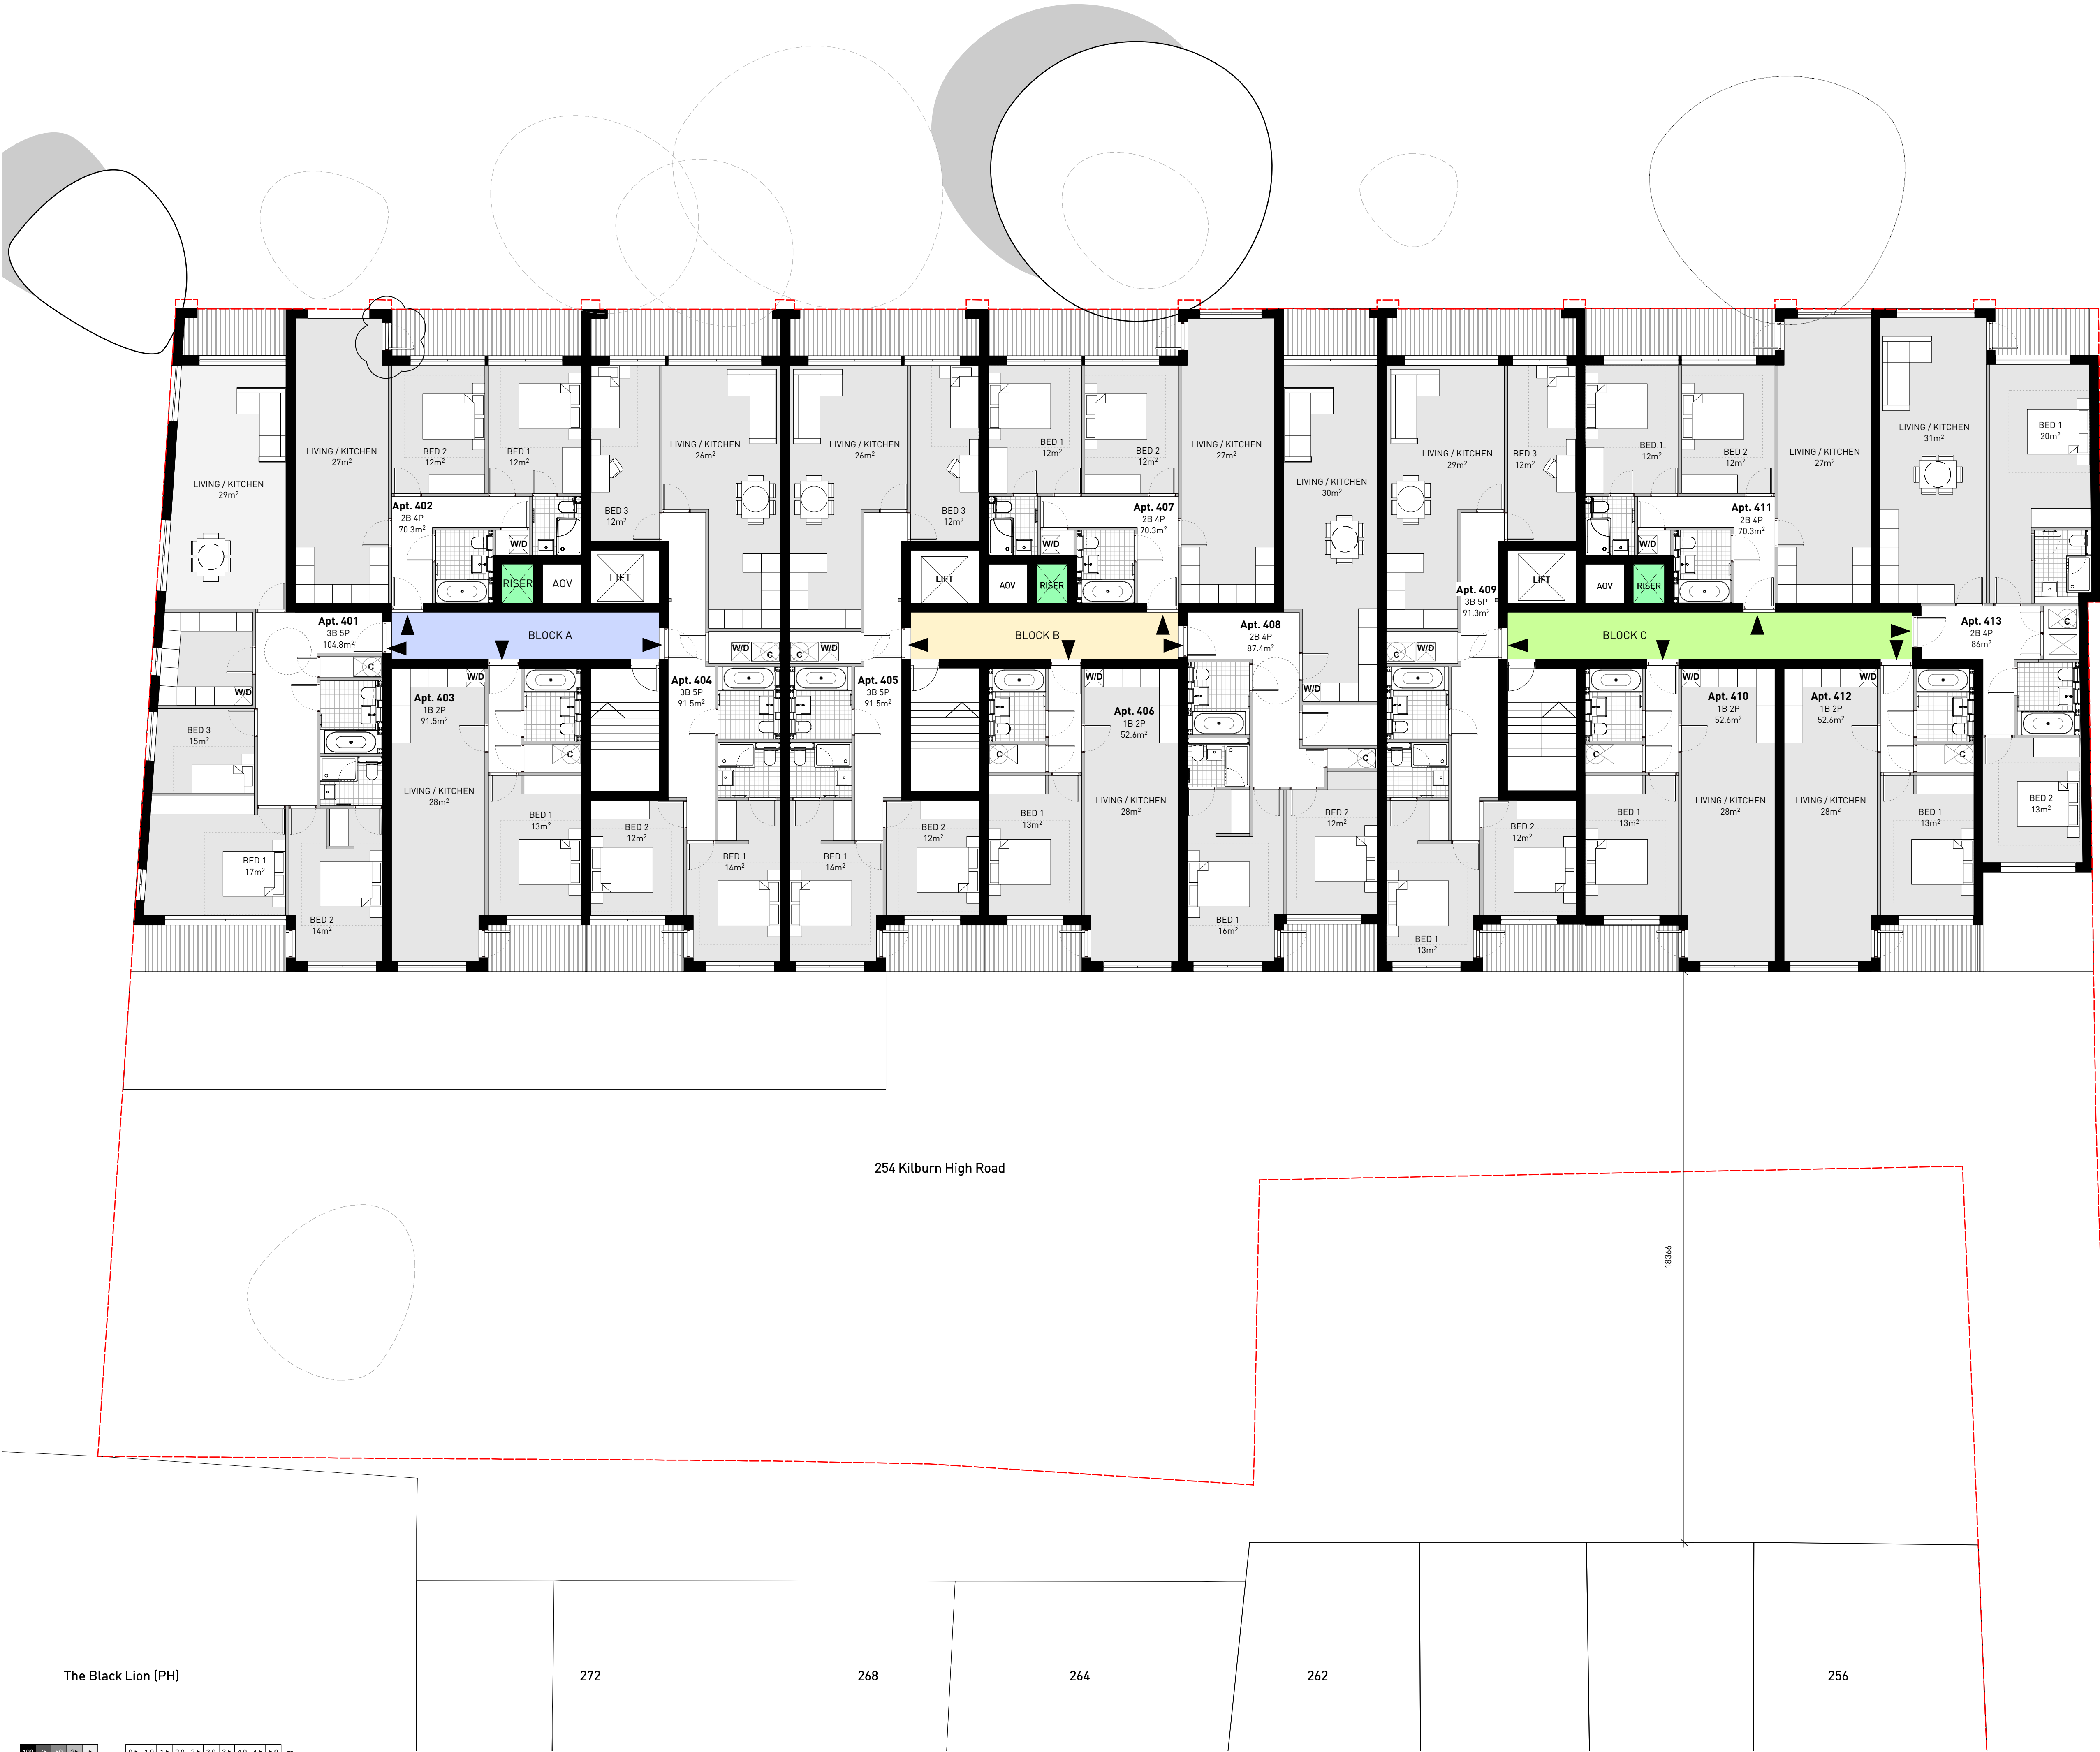 LIVING / KITCHEN
29m²
LIVING / KITCHEN
27m²
BED 2
12m²
BED 1
12m²
Apt. 402
2B 4P
70.3m²
W/D
RISER
AOV
LIFT
BED 3
12m²
LIVING / KITCHEN
26m²
LIVING / KITCHEN
26m²
BED 3
12m²
LIFT
AOV
RISER
BED 1
12m²
BED 2
12m²
Apt. 407
2B 4P
70.3m²
W/D
LIVING / KITCHEN
27m²
LIVING / KITCHEN
30m²
LIVING / KITCHEN
29m²
BED 3
12m²
Apt. 409
3B 5P
91.3m²
LIFT
AOV
RISER
BED 1
12m²
BED 2
12m²
Apt. 411
2B 4P
70.3m²
W/D
LIVING / KITCHEN
27m²
LIVING / KITCHEN
31m²
BED 1
20m²
Apt. 401
3B 5P
104.8m²
C
W/D
BLOCK A
W/D
C
C
W/D
BLOCK B
Apt. 408
2B 4P
87.4m²
W/D
C
C
W/D
BLOCK C
Apt. 413
2B 4P
86m²
C
BED 3
15m²
BED 1
17m²
BED 2
14m²
Apt. 403
1B 2P
91.5m²
W/D
C
LIVING / KITCHEN
28m²
BED 1
13m²
BED 2
12m²
Apt. 404
3B 5P
91.5m²
BED 1
14m²
Apt. 405
3B 5P
91.5m²
BED 1
14m²
BED 2
12m²
W/D
C
Apt. 406
1B 2P
52.6m²
BED 1
13m²
LIVING / KITCHEN
28m²
BED 1
16m²
BED 2
12m²
BED 1
13m²
BED 2
12m²
W/D
C
Apt. 410
1B 2P
52.6m²
BED 1
13m²
LIVING / KITCHEN
28m²
Apt. 412
1B 2P
52.6m²
W/D
C
LIVING / KITCHEN
28m²
BED 1
13m²
BED 2
13m²
254 Kilburn High Road
18366
The Black Lion (PH)
272
268
264
262
256